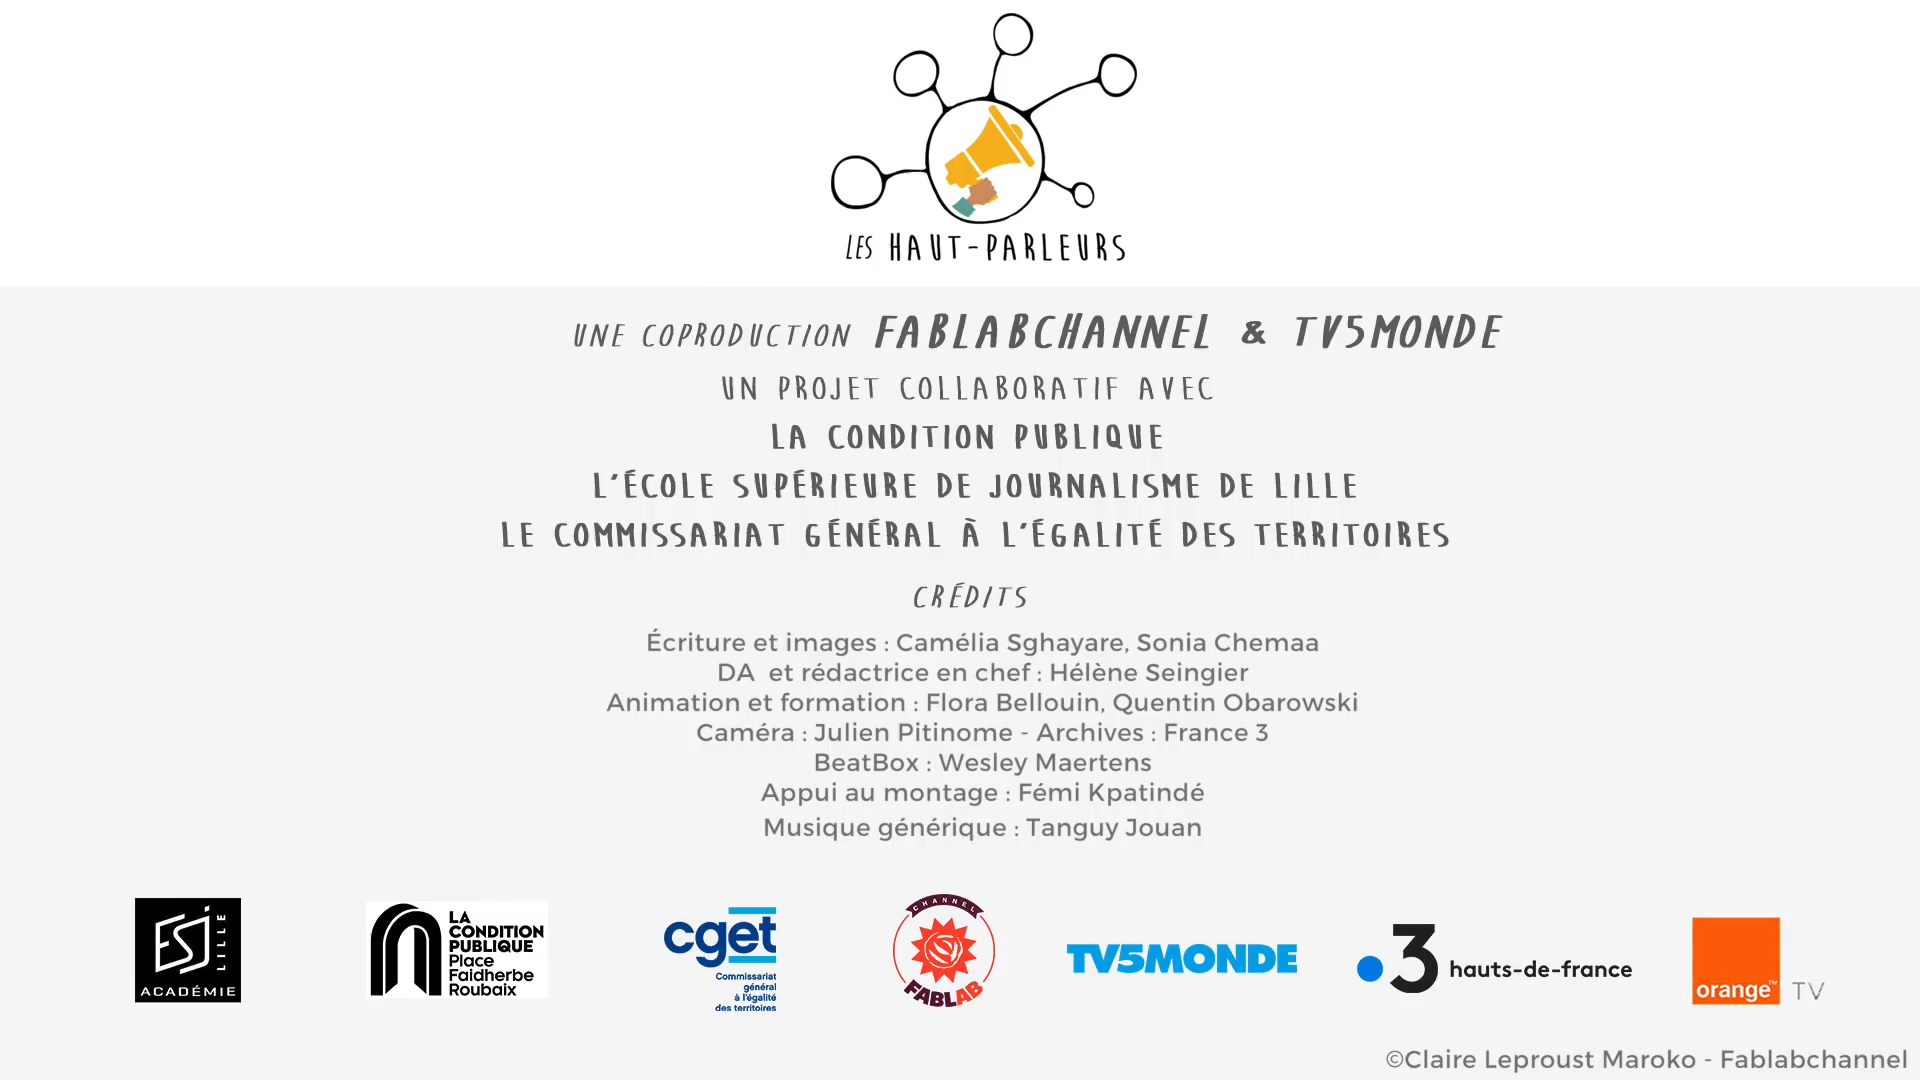 LES HAUT-PARLEURS
UNE COPRODUCTION FABLABCHANNEL & TV5MONDE
UN PROJET COLLABORATIF AVEC
LA CONDITION PUBLIQUE
L'ÉCOLE SUPÉRIEURE DE JOURNALISME DE LILLE
LE COMMISSARIAT GÉNÉRAL À L'ÉGALITÉ DES TERRITOIRES
CRÉDITS
Écriture et images : Camélia Sghayare, Sonia Chemaa
DA et rédactrice en chef : Hélène Seingier
Animation et formation : Flora Bellouin, Quentin Obarowski
Caméra : Julien Pitinome - Archives : France 3
BeatBox : Wesley Maertens
Appui au montage : Fémi Kpatindé
Musique générique : Tanguy Jouan
ESJ LILLE
ACADÉMIE
LA
CONDITION
PUBLIQUE
Place
Faidherbe
Roubaix
cget
Commissariat
général
à l'égalité
des territoires
CHANNEL
FABLAB
TV5MONDE
3 hauts-de-france
orange™ TV
©Claire Leproust Maroko - Fablabchannel